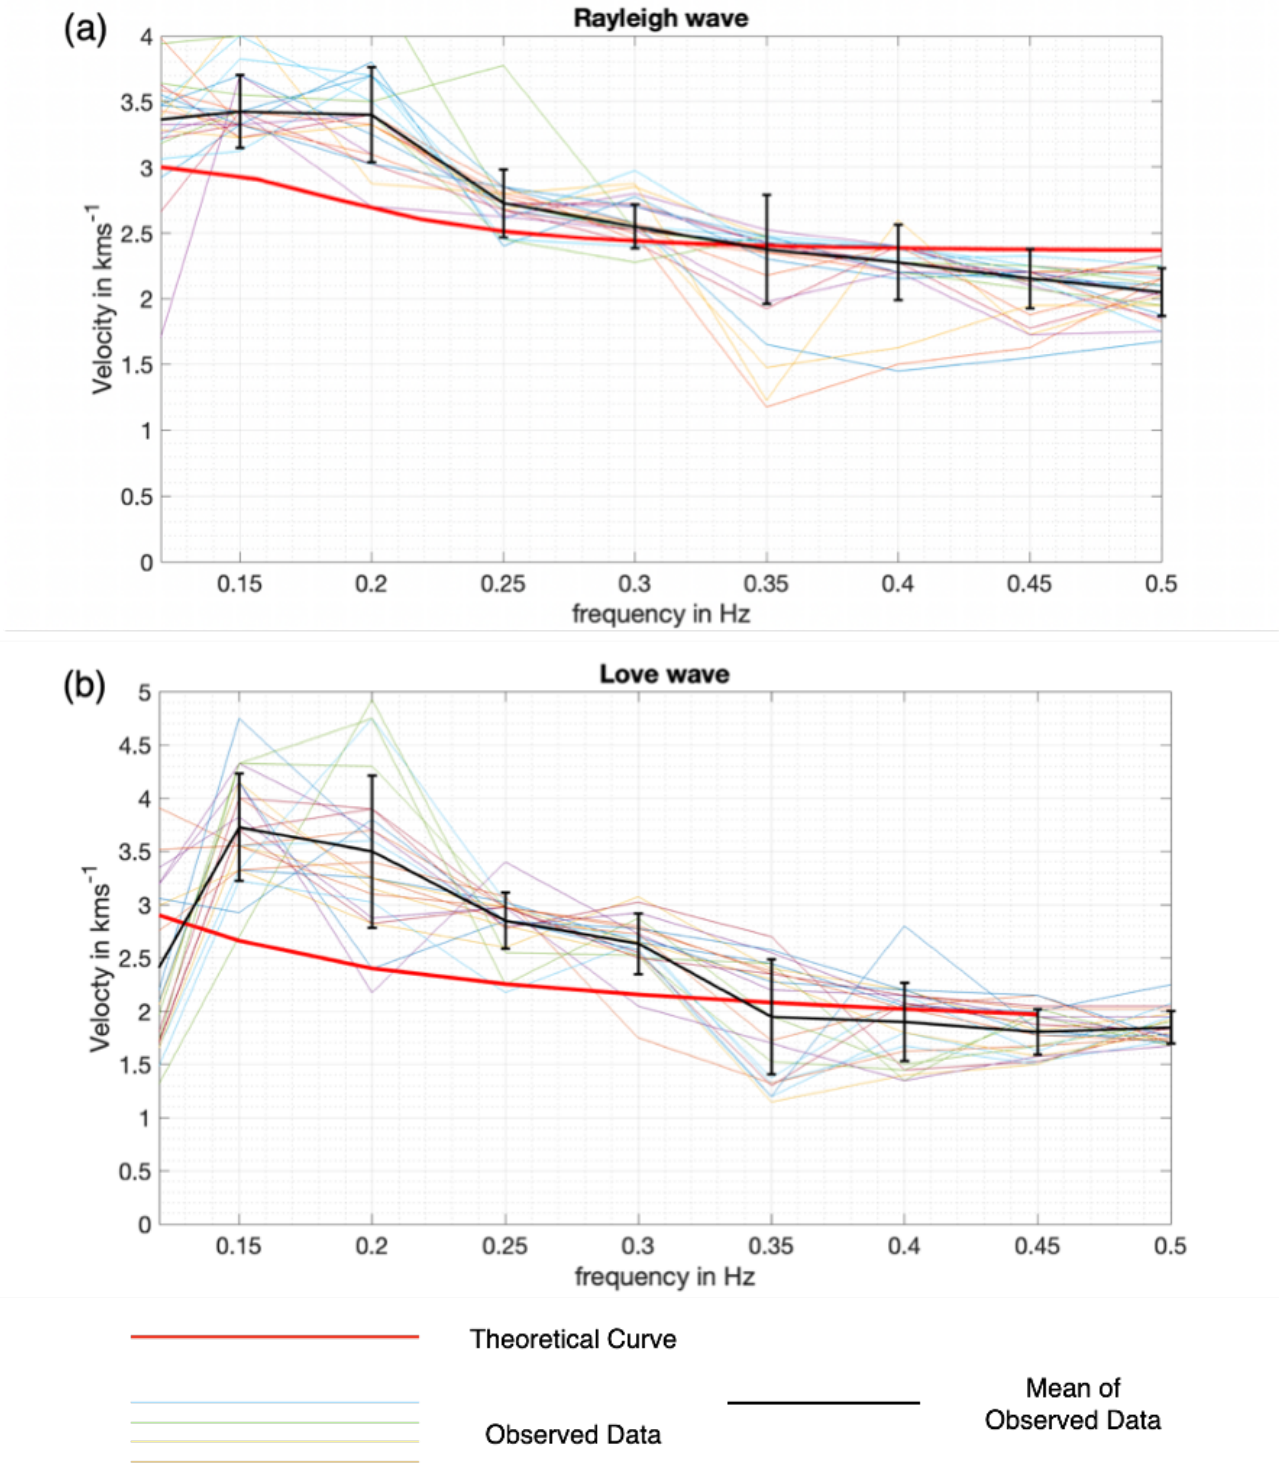 (a)
Rayleigh wave
4
3.5
3
2.5
2
1.5
1
0.5
0
Velocity in kms-1
0.15 0.2 0.25 0.3 0.35 0.4 0.45 0.5
frequency in Hz
(b)
Love wave
5
4.5
4
3.5
3
2.5
2
1.5
1
0.5
0
Velocty in kms-1
0.15 0.2 0.25 0.3 0.35 0.4 0.45 0.5
frequency in Hz
Theoretical Curve
Observed Data
Mean of
Observed Data